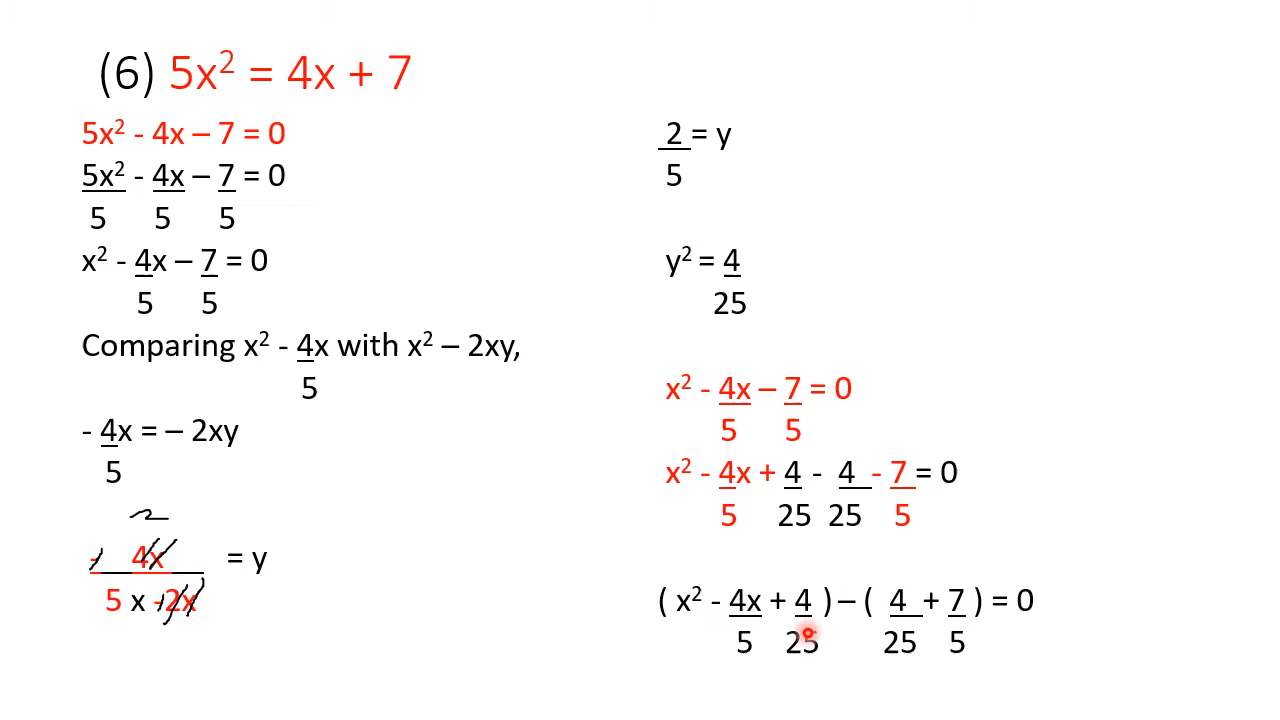 (6) 5x² = 4x + 7
5x² - 4x – 7 = 0
5x² - 4x – 7 = 0
5 5 5
x² - 4x – 7 = 0
5 5
Comparing x² - 4x with x² – 2xy,
5
- 4x = – 2xy
5
2
- 4x = y
5 x -2x
2 = y
5
y² = 4
25
x² - 4x – 7 = 0
5 5
x² - 4x + 4 - 4 - 7 = 0
5 25 25 5
( x² - 4x + 4 ) – ( 4 + 7 ) = 0
5 25 25 5